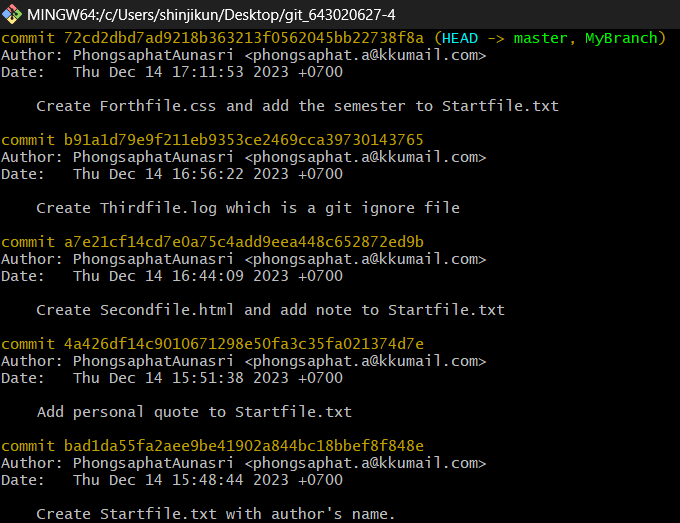 MINGW64:/c/Users/shinjikun/Desktop/git_643020627-4
commit 72cd2dbd7ad9218b363213f0562045bb22738f8a (HEAD -> master, MyBranch)
Author: PhongsaphatAunasri <phongsaphat.a@kkumail.com>
Date:   Thu Dec 14 17:11:53 2023 +0700
    Create Forthfile.css and add the semester to Startfile.txt
commit b91a1d79e9f211eb9353ce2469cca39730143765
Author: PhongsaphatAunasri <phongsaphat.a@kkumail.com>
Date:   Thu Dec 14 16:56:22 2023 +0700
    Create Thirdfile.log which is a git ignore file
commit a7e21cf14cd7e0a75c4add9eea448c652872ed9b
Author: PhongsaphatAunasri <phongsaphat.a@kkumail.com>
Date:   Thu Dec 14 16:44:09 2023 +0700
    Create Secondfile.html and add note to Startfile.txt
commit 4a426df14c9010671298e50fa3c35fa021374d7e
Author: PhongsaphatAunasri <phongsaphat.a@kkumail.com>
Date:   Thu Dec 14 15:51:38 2023 +0700
    Add personal quote to Startfile.txt
commit bad1da55fa2aee9be41902a844bc18bbef8f848e
Author: PhongsaphatAunasri <phongsaphat.a@kkumail.com>
Date:   Thu Dec 14 15:48:44 2023 +0700
    Create Startfile.txt with author's name.